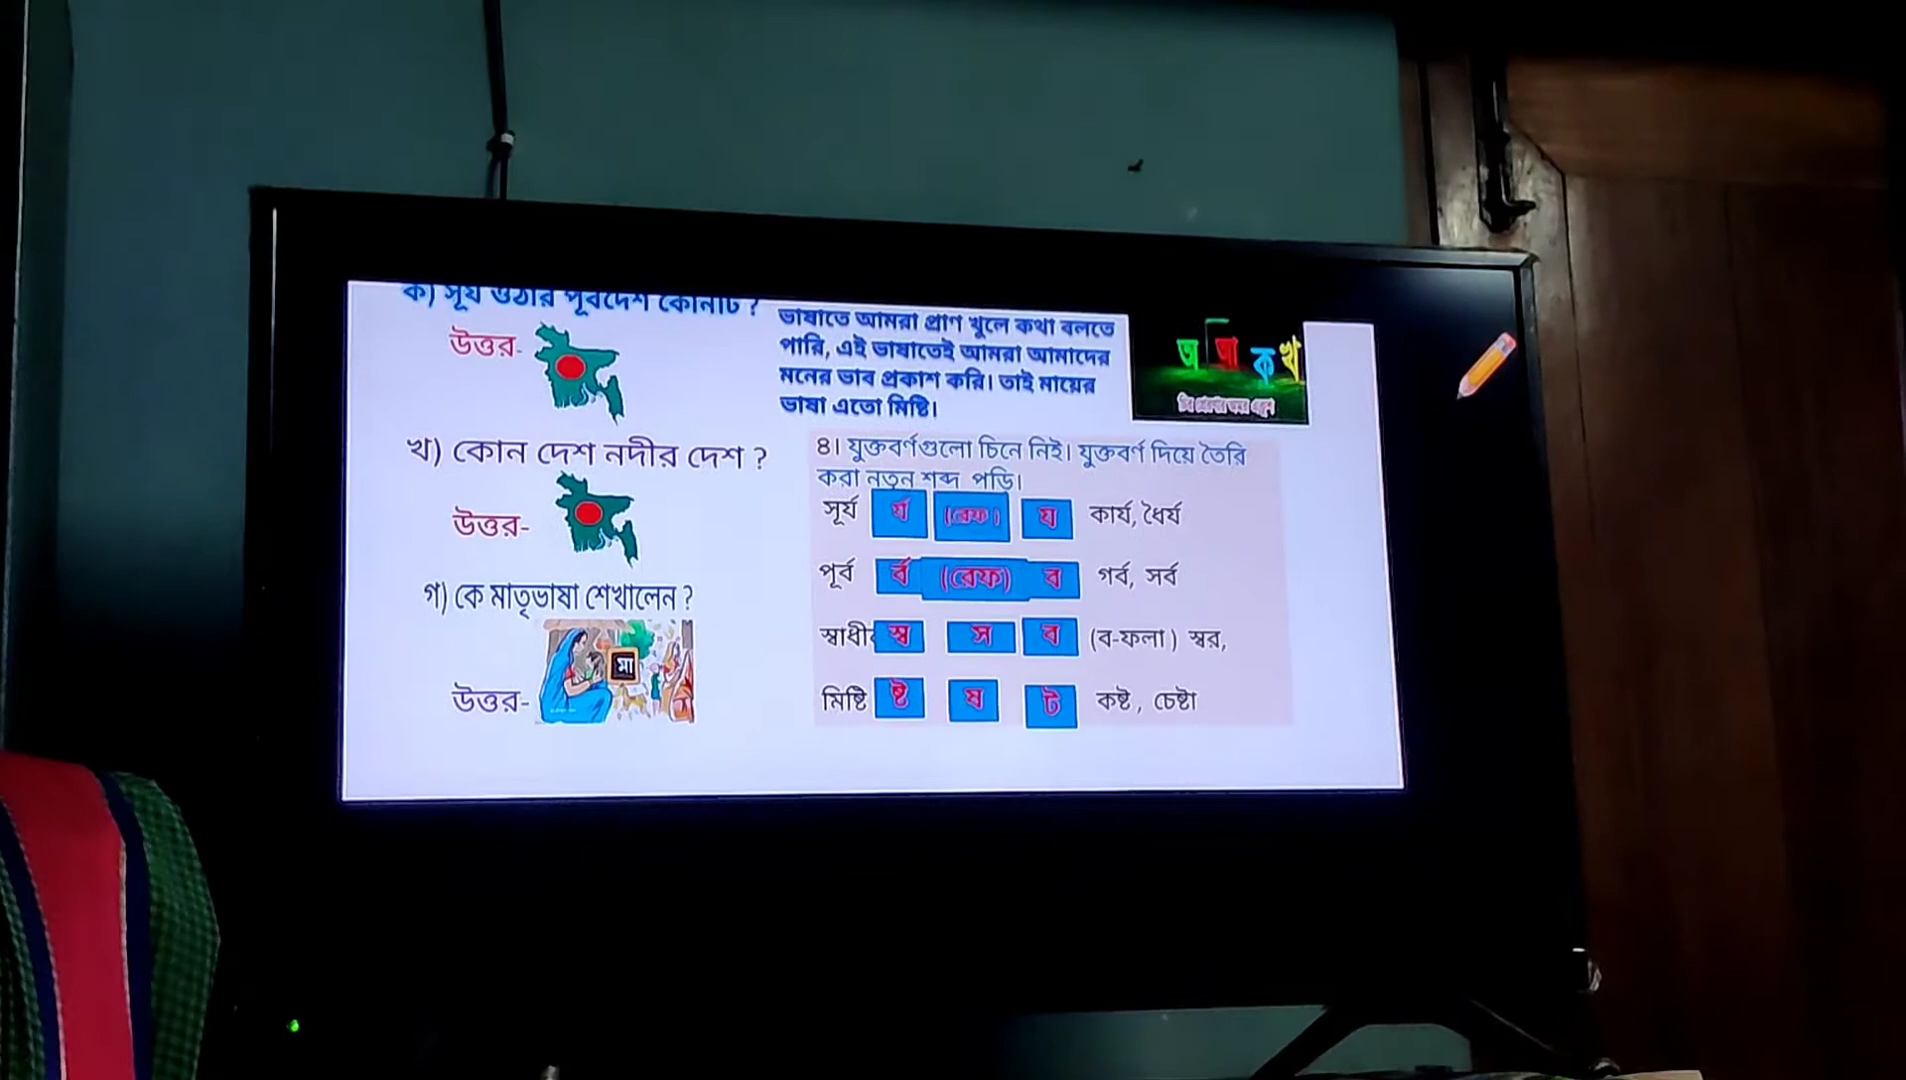 ক) সূর্য ওঠার পূর্বদেশ কোনটি ?
উত্তর-
খ) কোন দেশ নদীর দেশ ?
উত্তর-
গ) কে মাতৃভাষা শেখালেন ?
মা
উত্তর-
ভাষাতে আমরা প্রাণ খুলে কথা বলতে
পারি, এই ভাষাতেই আমরা আমাদের
মনের ভাব প্রকাশ করি। তাই মায়ের
ভাষা এতো মিষ্টি।
অ আ ক খ
৪। যুক্তবর্ণগুলো চিনে নিই। যুক্তবর্ণ দিয়ে তৈরি
করা নতুন শব্দ পড়ি।
সূর্য র্য (রেফ) য কার্য, ধৈর্য
পূর্ব র্ব (রেফ) ব গর্ব, সর্ব
স্বাধী স্ব স ব (ব-ফলা) স্বর,
মিষ্টি ষ্ট ষ ট কষ্ট, চেষ্টা